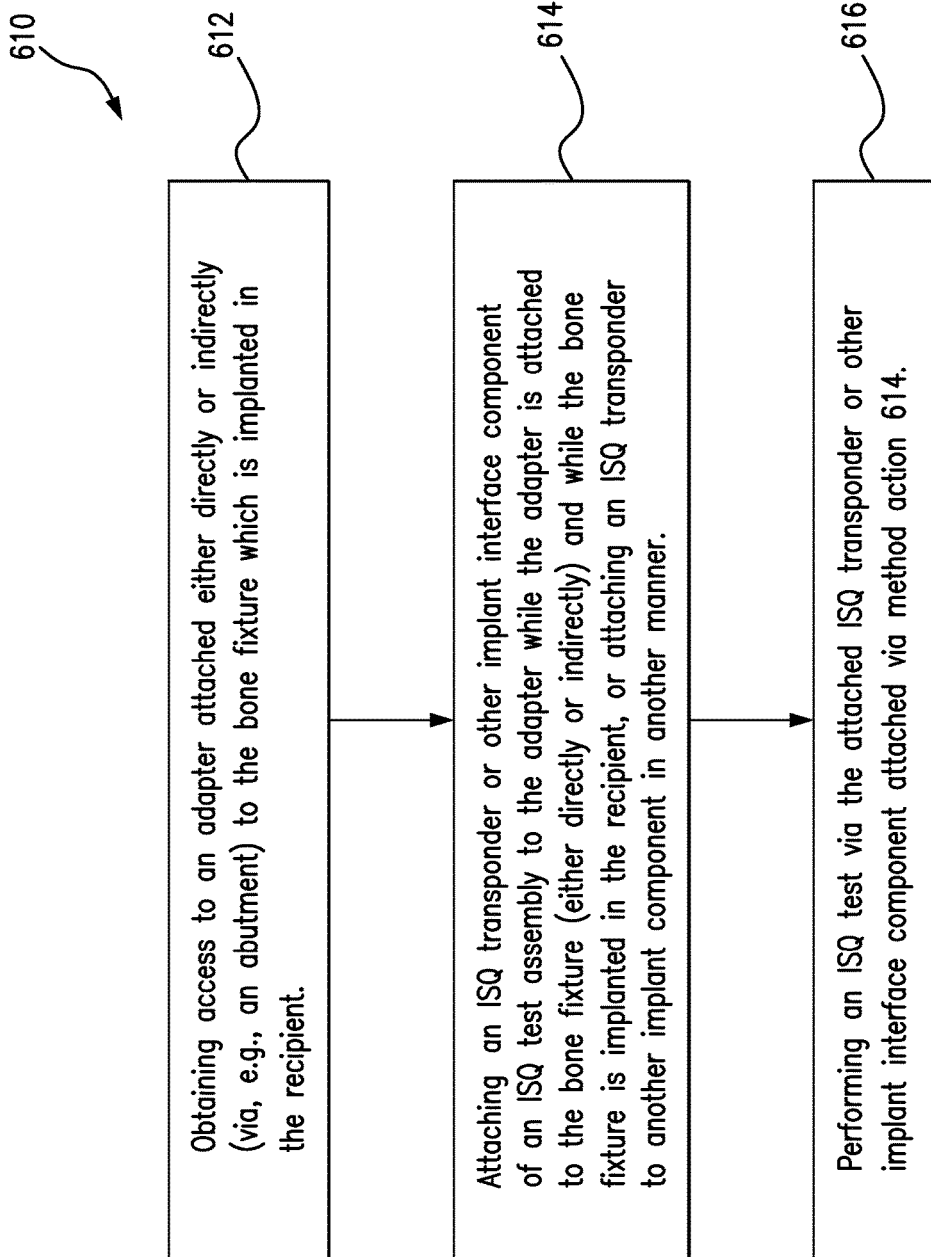 610
Obtaining access to an adapter attached either directly or indirectly
(via, e.g., an abutment) to the bone fixture which is implanted in
the recipient.
612
Attaching an ISQ transponder or other implant interface component
of an ISQ test assembly to the adapter while the adapter is attached
to the bone fixture (either directly or indirectly) and while the bone
fixture is implanted in the recipient, or attaching an ISQ transponder
to another implant component in another manner.
614
Performing an ISQ test via the attached ISQ transponder or other
implant interface component attached via method action 614.
616